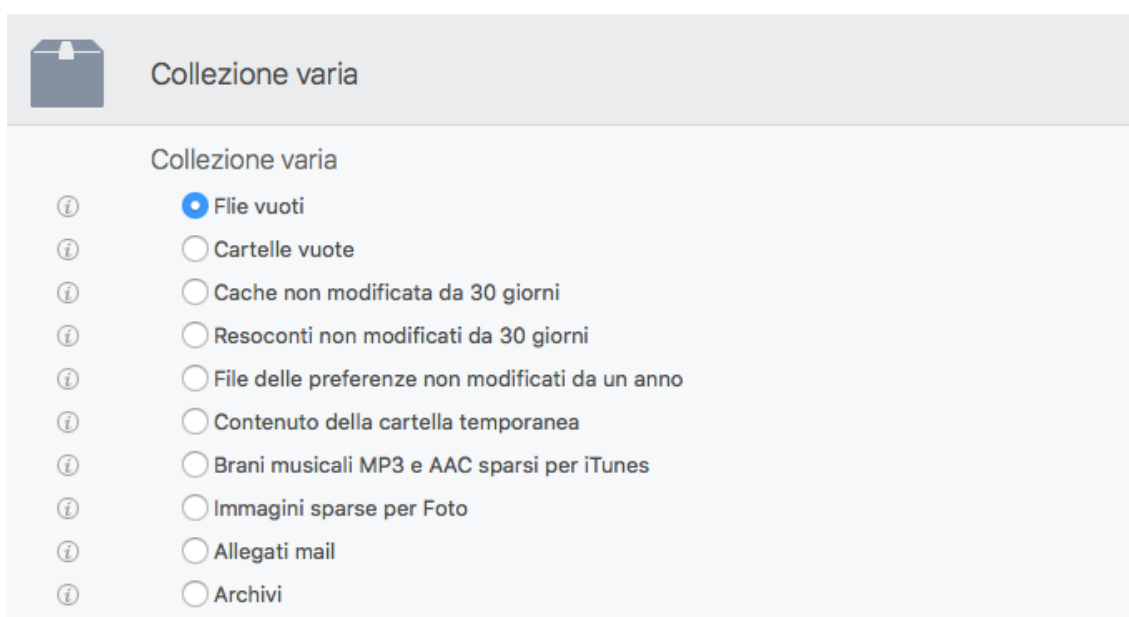 Collezione varia
Collezione varia
Flie vuoti
Cartelle vuote
Cache non modificata da 30 giorni
Resoconti non modificati da 30 giorni
File delle preferenze non modificati da un anno
Contenuto della cartella temporanea
Brani musicali MP3 e AAC sparsi per iTunes
Immagini sparse per Foto
Allegati mail
Archivi